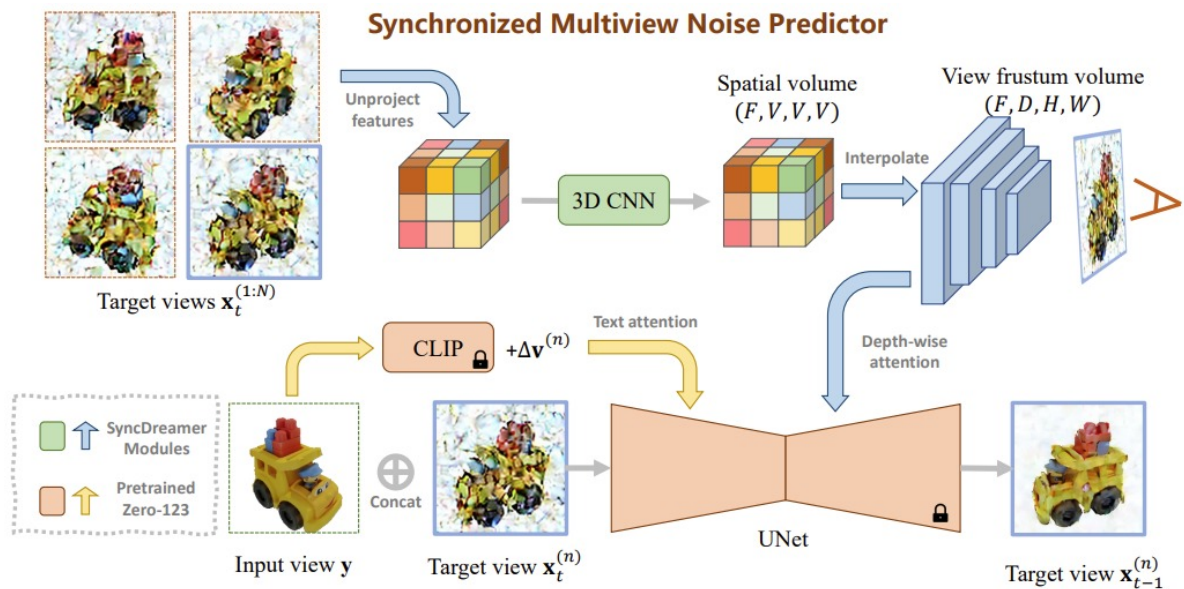 Synchronized Multiview Noise Predictor
Unproject
features
Spatial volume
(F, V, V, V)
View frustum volume
(F, D, H, W)
3D CNN
Interpolate
Target views x_t^{(1:N)}
CLIP
+Δv^{(n)}
Text attention
Depth-wise
attention
SyncDreamer
Modules
Pretrained
Zero-123
Concat
UNet
Input view y
Target view x_t^{(n)}
Target view x_{t-1}^{(n)}